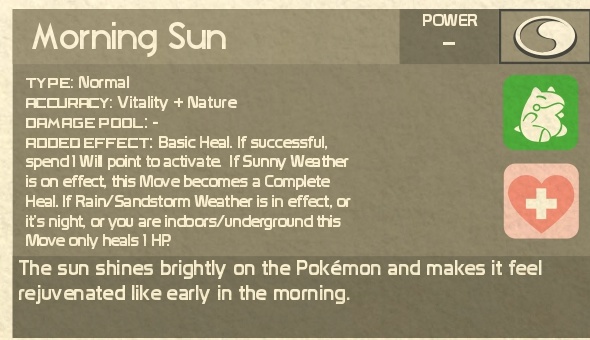 Morning Sun
POWER
–
TYPE: Normal
ACCURACY: Vitality + Nature
DAMAGE POOL: -
ADDED EFFECT: Basic Heal. If successful,
spend 1 Will point to activate. If Sunny Weather
is on effect, this Move becomes a Complete
Heal. If Rain/Sandstorm Weather is in effect, or
it's night, or you are indoors/underground this
Move only heals 1 HP.
The sun shines brightly on the Pokémon and makes it feel
rejuvenated like early in the morning.